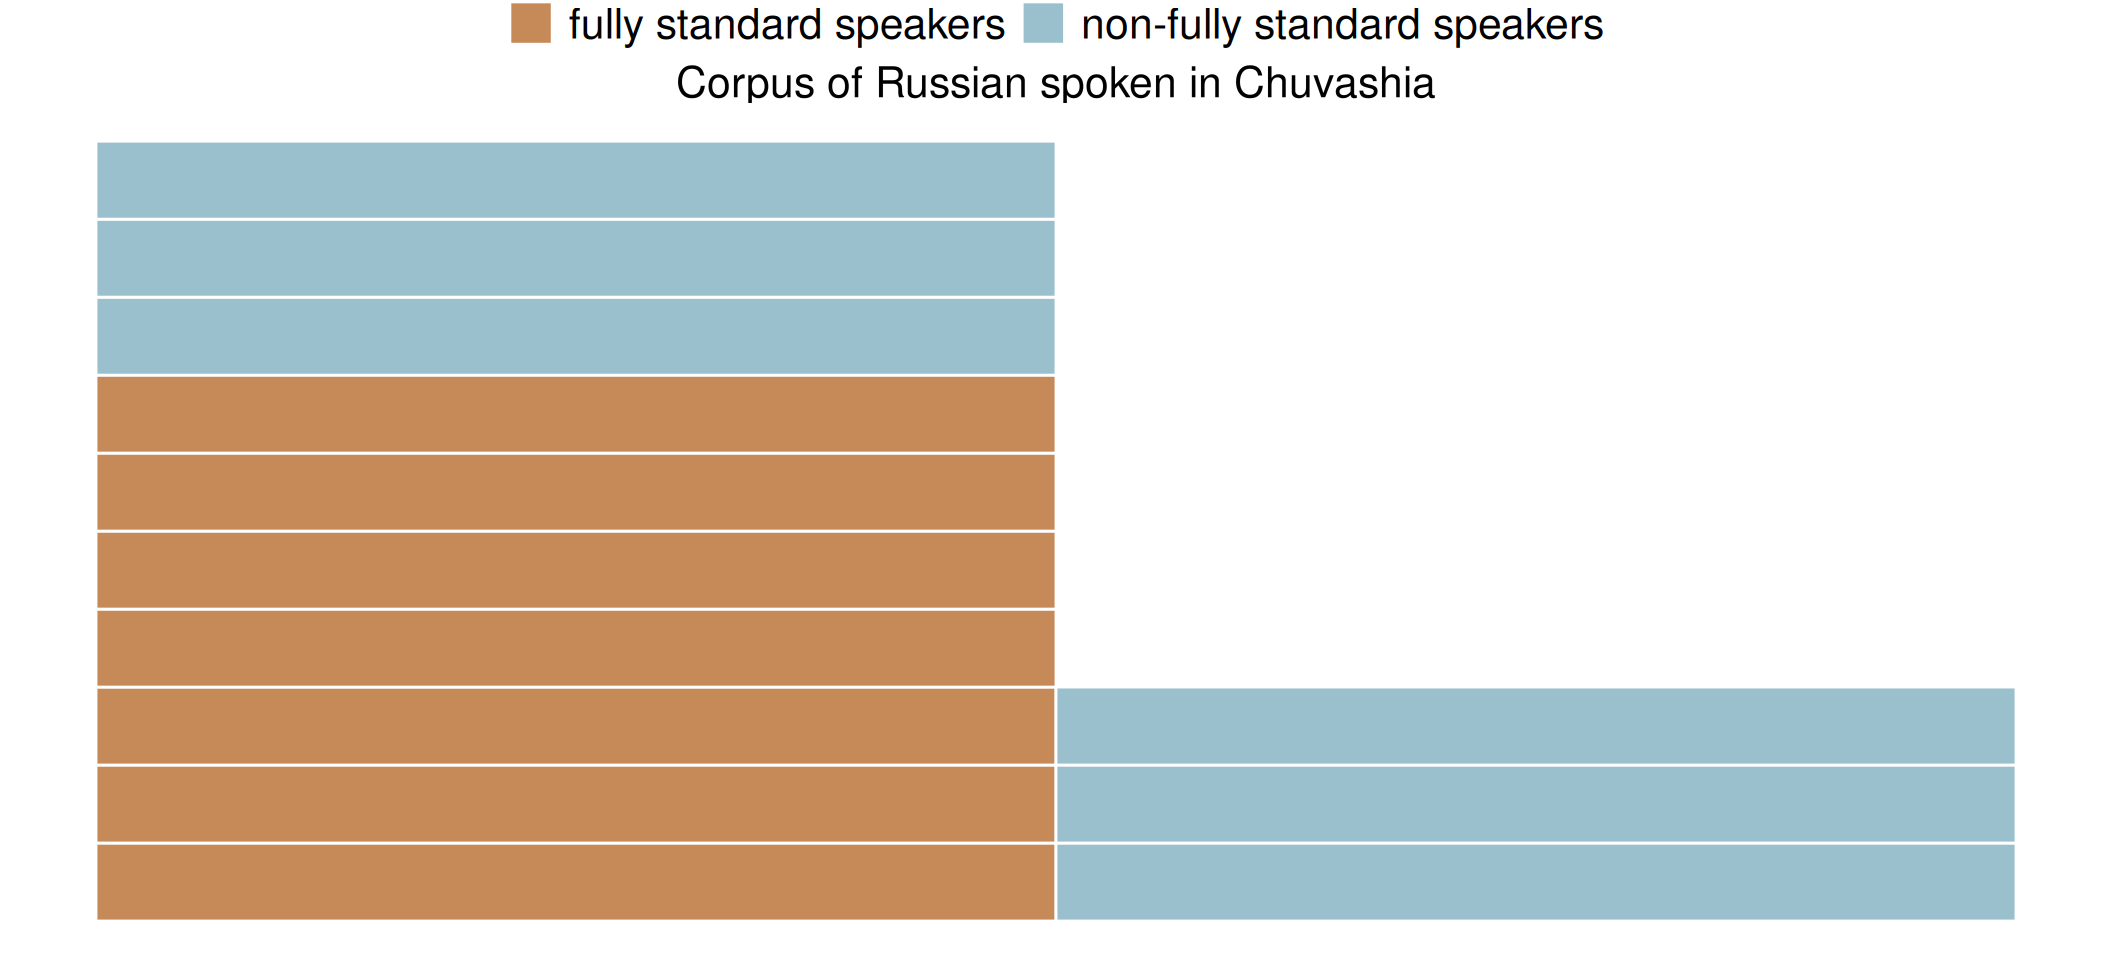 fully standard speakers non-fully standard speakers
Corpus of Russian spoken in Chuvashia